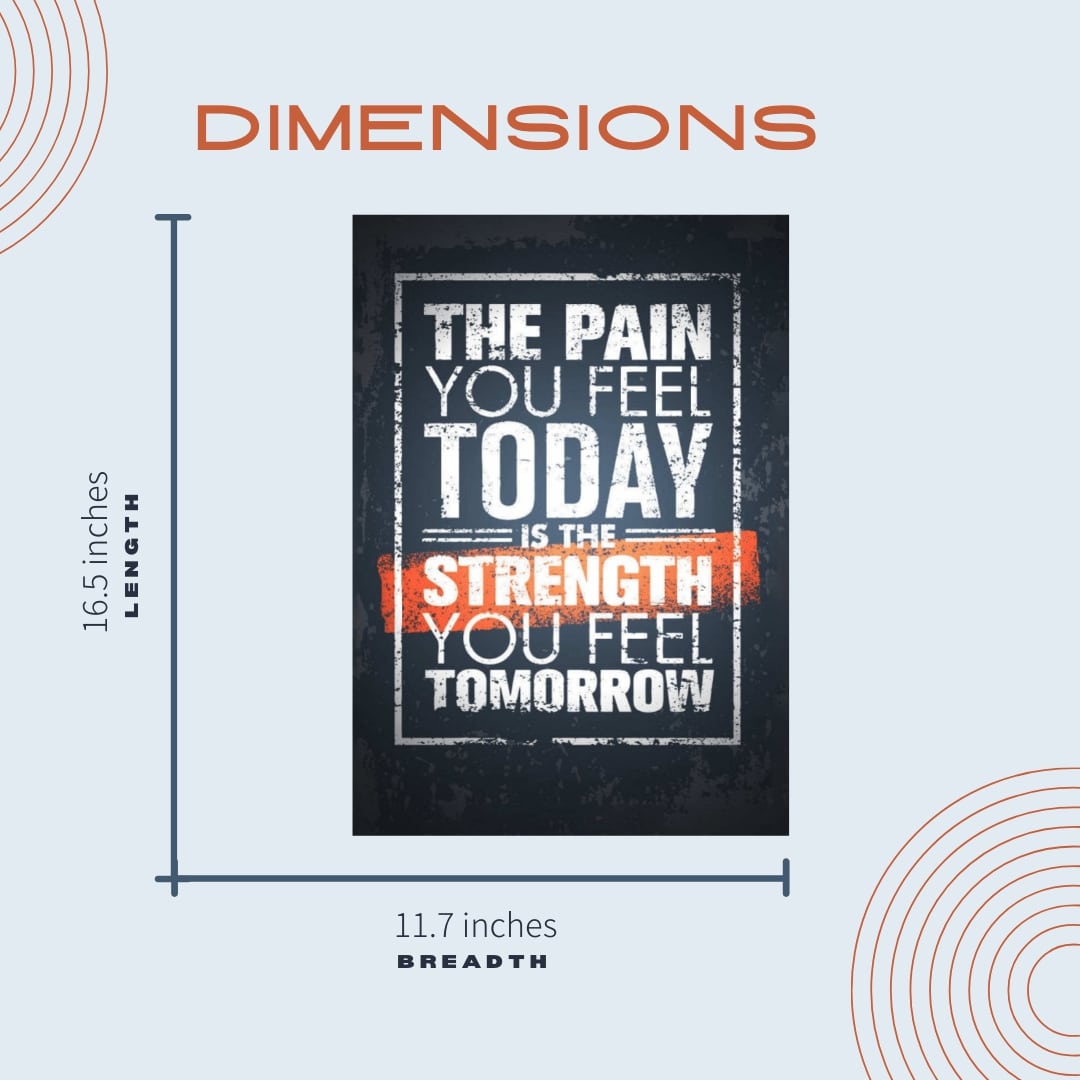 DIMENSIONS
THE PAIN
YOU FEEL
TODAY
IS THE
STRENGTH
YOU FEEL
TOMORROW
16.5 inches
LENGTH
11.7 inches
BREADTH